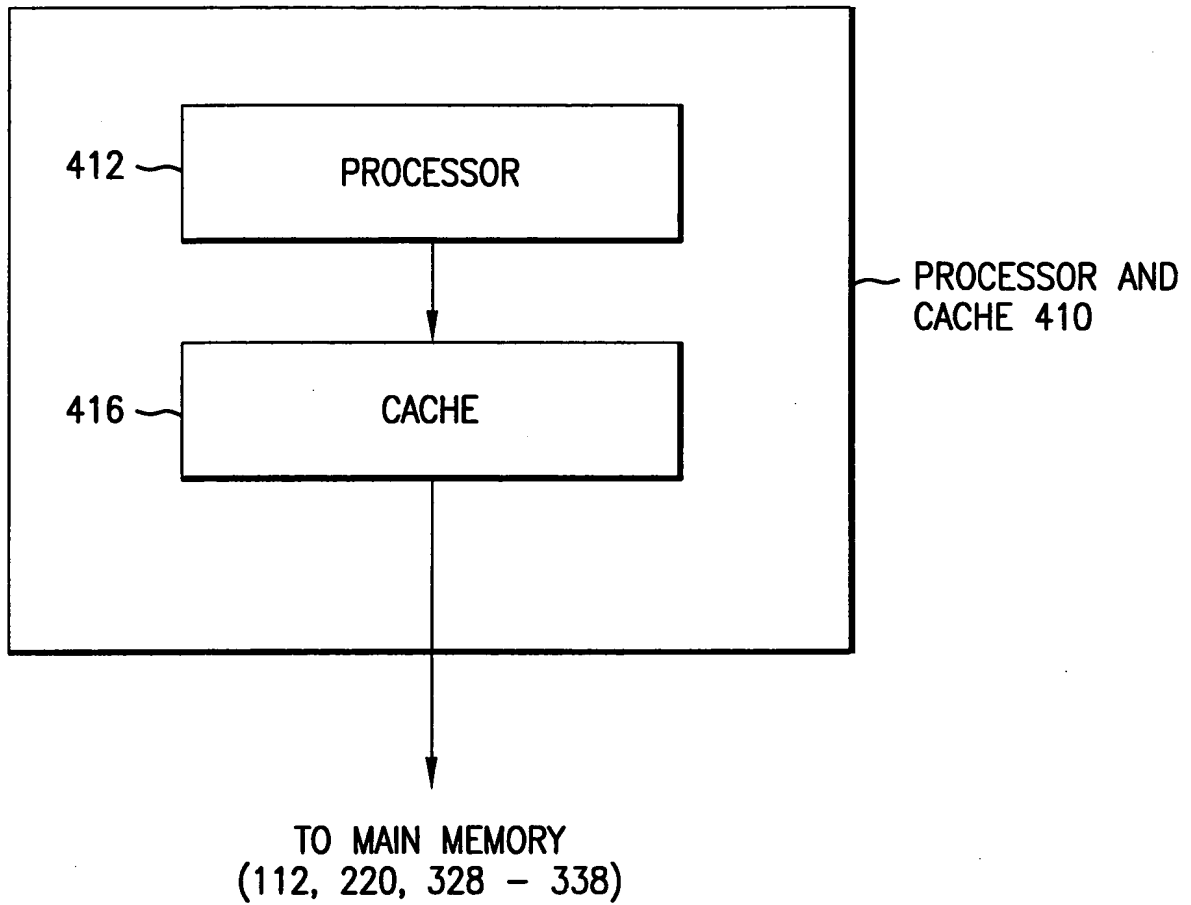 412
PROCESSOR
PROCESSOR AND
CACHE 410
416
CACHE
TO MAIN MEMORY
(112, 220, 328 - 338)